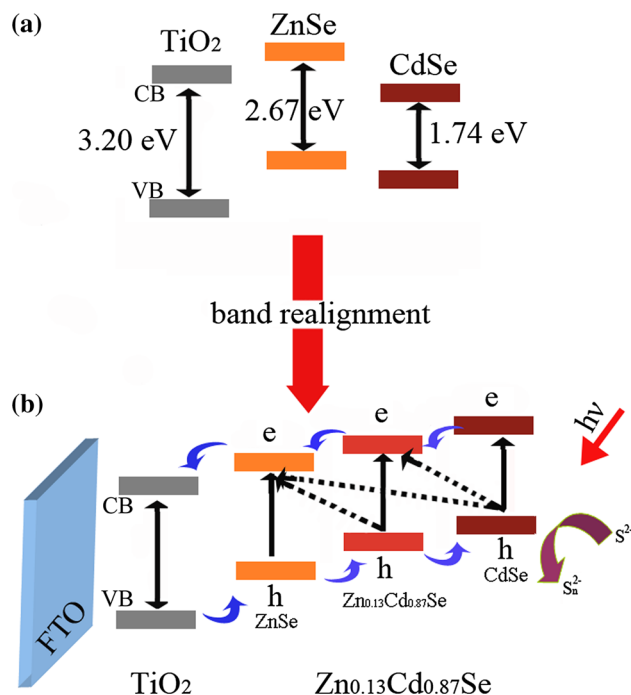 (a)
TiO₂
ZnSe
CdSe
CB
3.20 eV
2.67 eV
1.74 eV
VB
band realignment
(b)
e
e
e
hν
CB
VB
FTO
h
ZnSe
h
Zn₀.₁₃Cd₀.₈₇Se
h
CdSe
S²⁻
Sₙ²⁻
TiO₂
Zn₀.₁₃Cd₀.₈₇Se